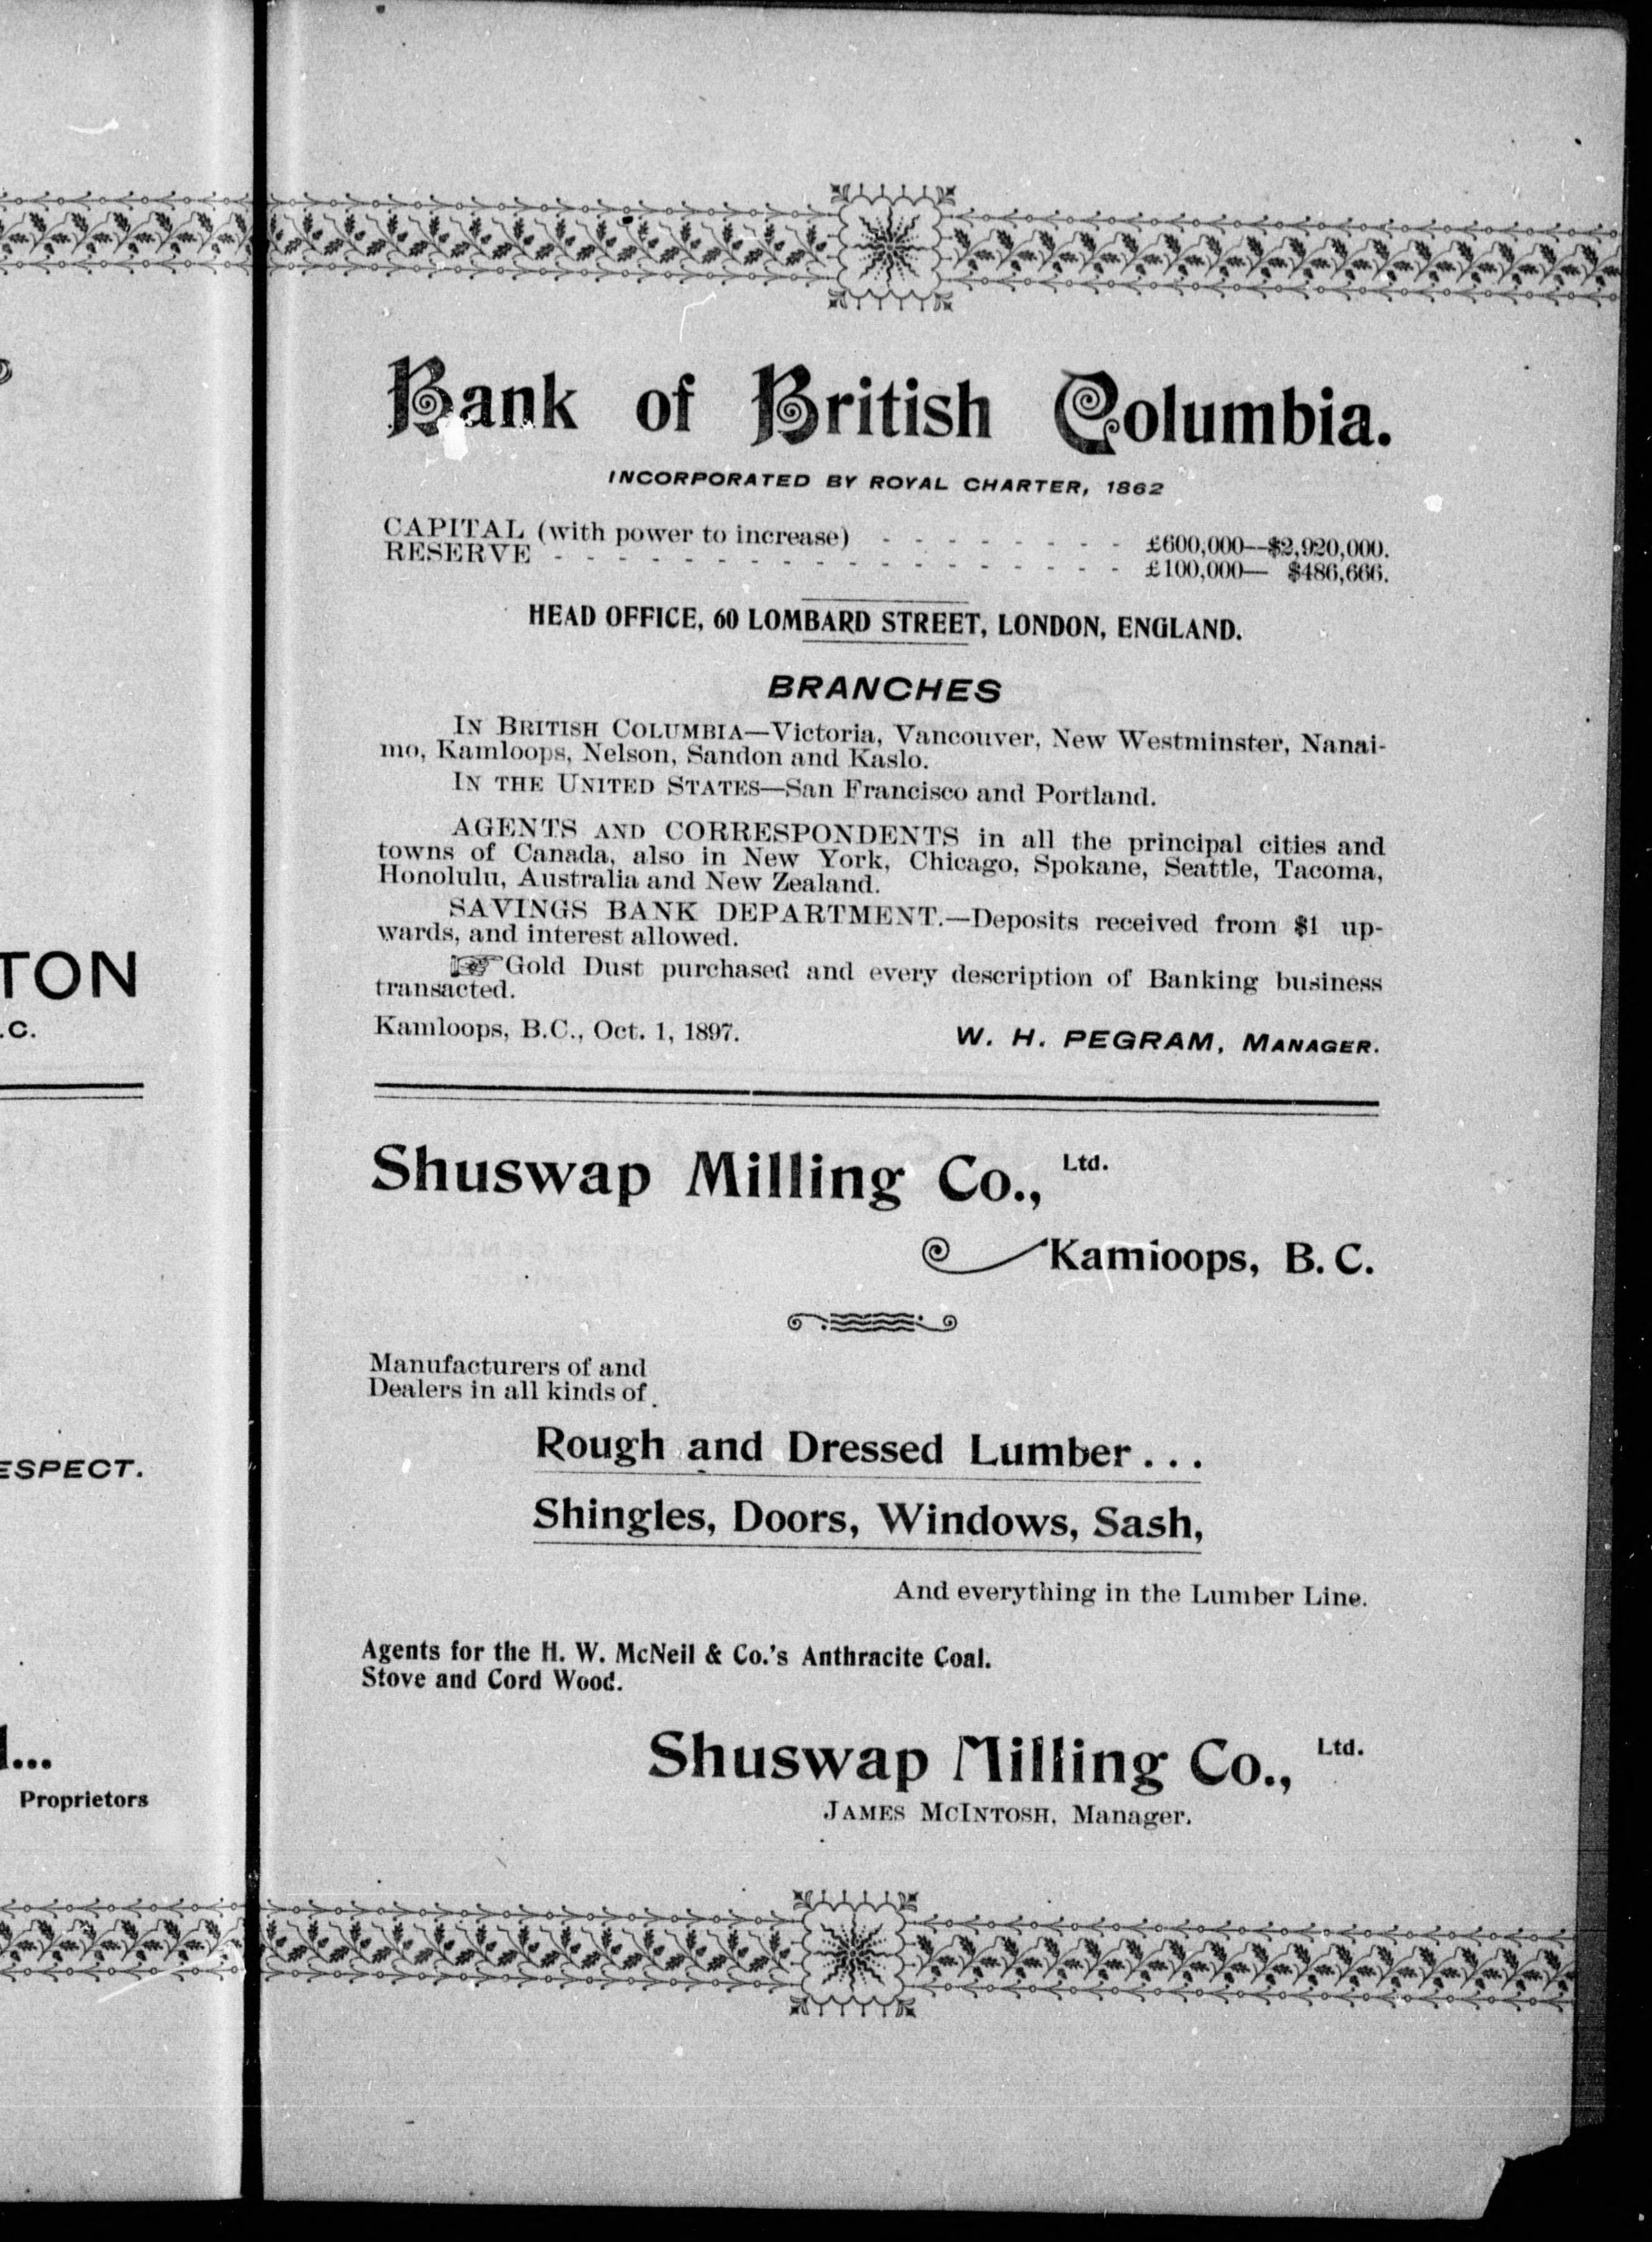 TON
.C.
ESPECT.
...
Proprietors
Bank of British Columbia.
INCORPORATED BY ROYAL CHARTER, 1862
CAPITAL (with power to increase) - - - - - - - - £600,000--$2,920,000.
RESERVE - - - - - - - - - - - - - - - - - - £100,000— $486,666.
HEAD OFFICE, 60 LOMBARD STREET, LONDON, ENGLAND.
BRANCHES
IN BRITISH COLUMBIA—Victoria, Vancouver, New Westminster, Nanai-
mo, Kamloops, Nelson, Sandon and Kaslo.
IN THE UNITED STATES—San Francisco and Portland.
AGENTS AND CORRESPONDENTS in all the principal cities and
towns of Canada, also in New York, Chicago, Spokane, Seattle, Tacoma,
Honolulu, Australia and New Zealand.
SAVINGS BANK DEPARTMENT.—Deposits received from $1 up-
wards, and interest allowed.
☞Gold Dust purchased and every description of Banking business
transacted.
Kamloops, B.C., Oct. 1, 1897. W. H. PEGRAM, MANAGER.
Shuswap Milling Co., Ltd.
Kamloops, B. C.
Manufacturers of and
Dealers in all kinds of
Rough and Dressed Lumber...
Shingles, Doors, Windows, Sash,
And everything in the Lumber Line.
Agents for the H. W. McNeil & Co.'s Anthracite Coal.
Stove and Cord Wood.
Shuswap Milling Co., Ltd.
JAMES MCINTOSH, Manager.